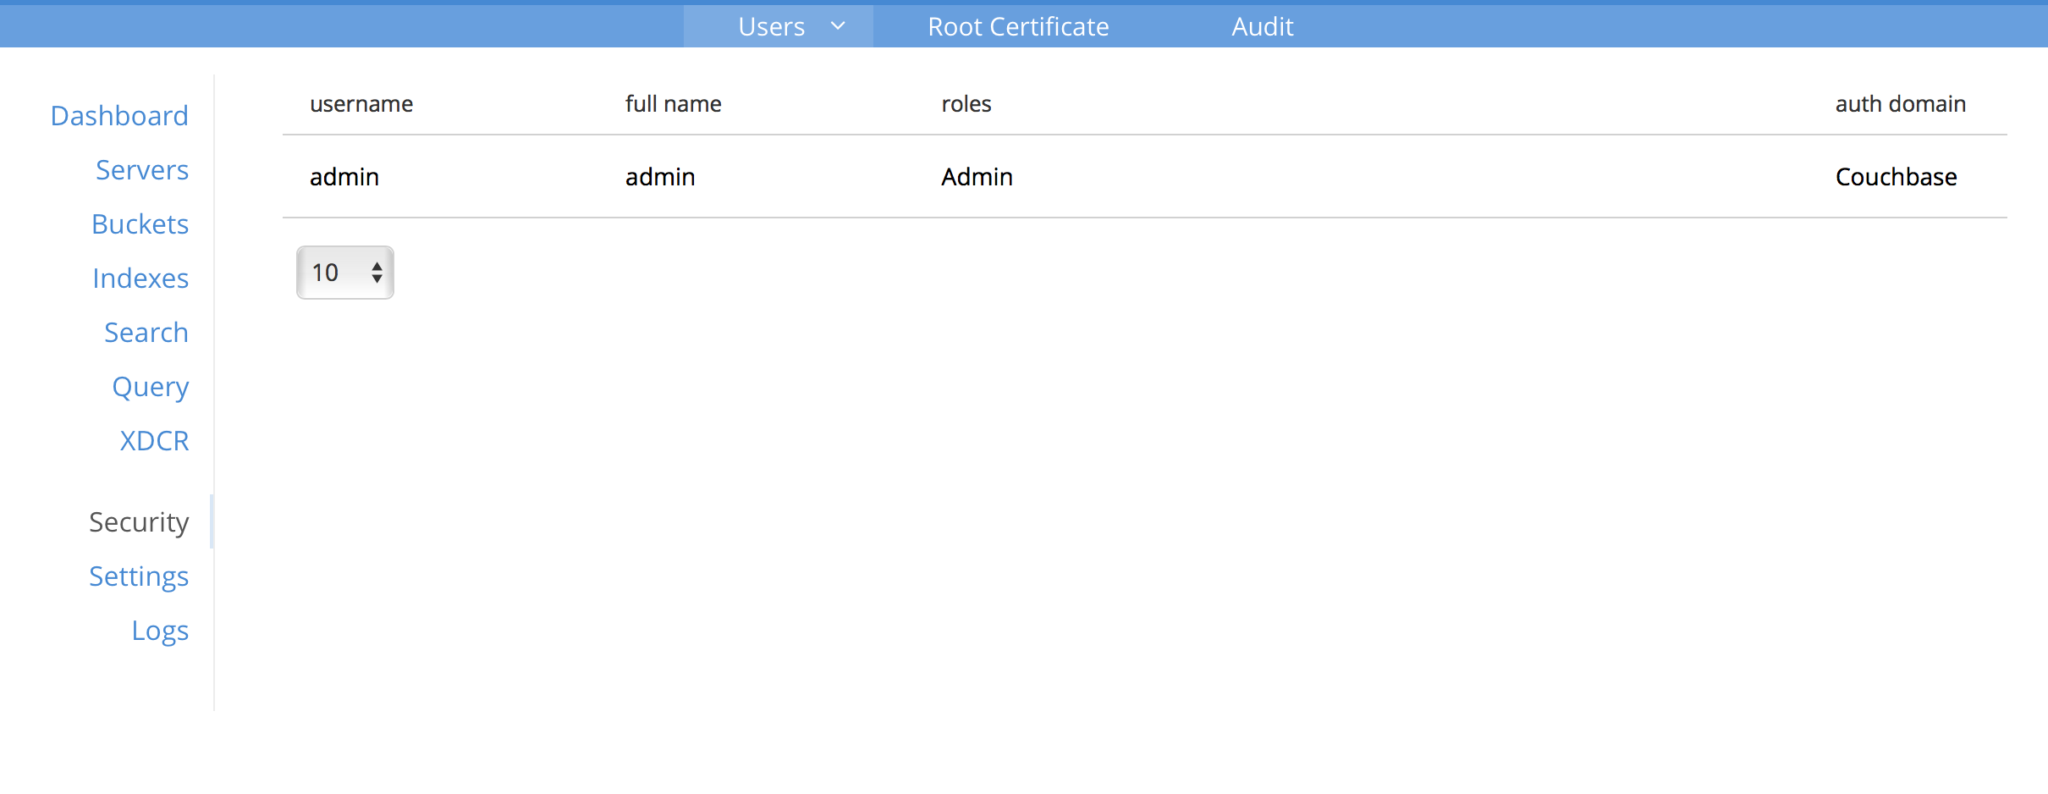 Users Root Certificate Audit
Dashboard
Servers
Buckets
Indexes
Search
Query
XDCR
Security
Settings
Logs
username full name roles auth domain
admin admin Admin Couchbase
10